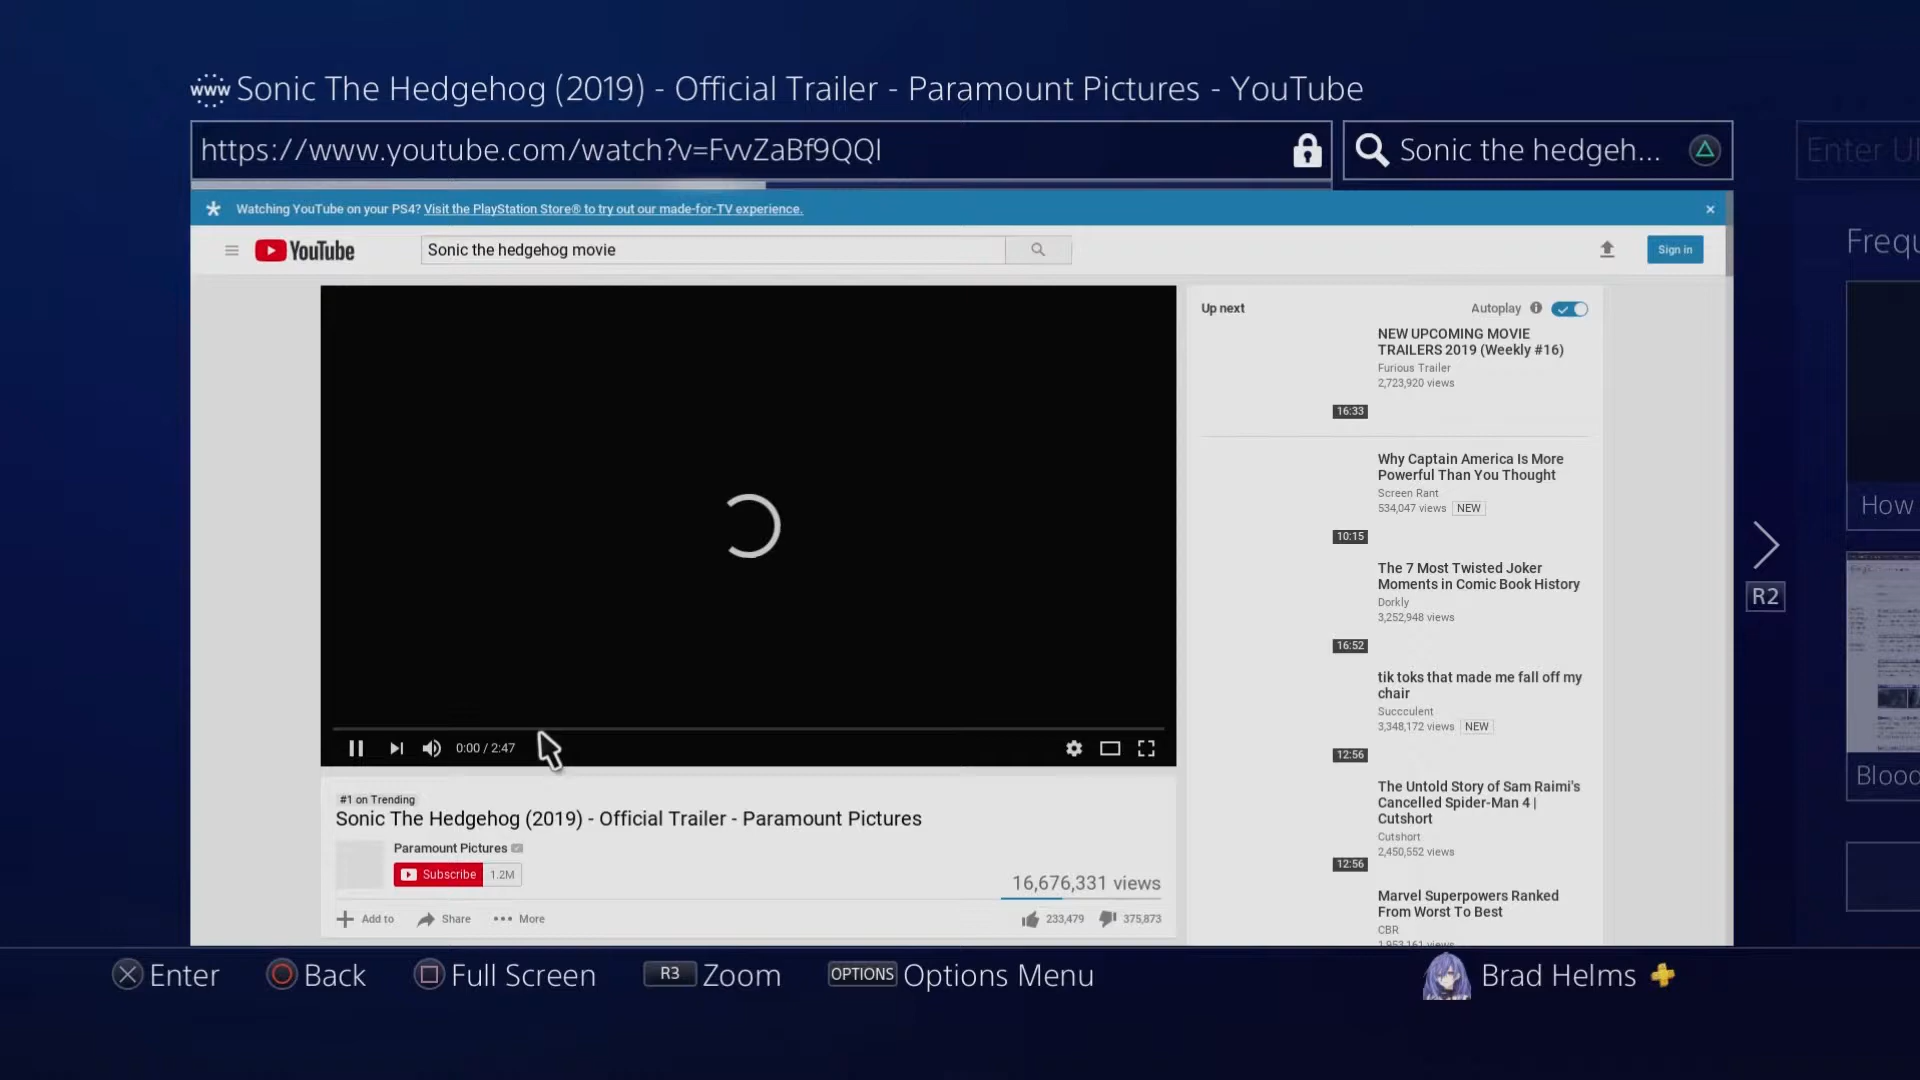 www Sonic The Hedgehog (2019) - Official Trailer - Paramount Pictures - YouTube
https://www.youtube.com/watch?v=FvvZaBf9QQI
Sonic the hedgeh...
Enter
Watching YouTube on your PS4? Visit the PlayStation Store® to try out our made-for-TV experience.
YouTube
Sonic the hedgehog movie
Sign in
Frequ
Up next
Autoplay
NEW UPCOMING MOVIE
TRAILERS 2019 (Weekly #16)
Furious Trailer
2,723,920 views
16:33
Why Captain America Is More
Powerful Than You Thought
Screen Rant
534,047 views NEW
10:15
How
The 7 Most Twisted Joker
Moments in Comic Book History
Dorkly
3,252,948 views
16:52
R2
tik toks that made me fall off my
chair
Succculent
3,348,172 views NEW
12:56
0:00 / 2:47
The Untold Story of Sam Raimi's
Cancelled Spider-Man 4 |
Cutshort
Cutshort
2,450,552 views
12:56
Blood
#1 on Trending
Sonic The Hedgehog (2019) - Official Trailer - Paramount Pictures
Paramount Pictures
Subscribe 1.2M
16,676,331 views
Add to Share More
233,479 375,873
Marvel Superpowers Ranked
From Worst To Best
CBR
1,953,161 views
Enter Back Full Screen R3 Zoom OPTIONS Options Menu
Brad Helms